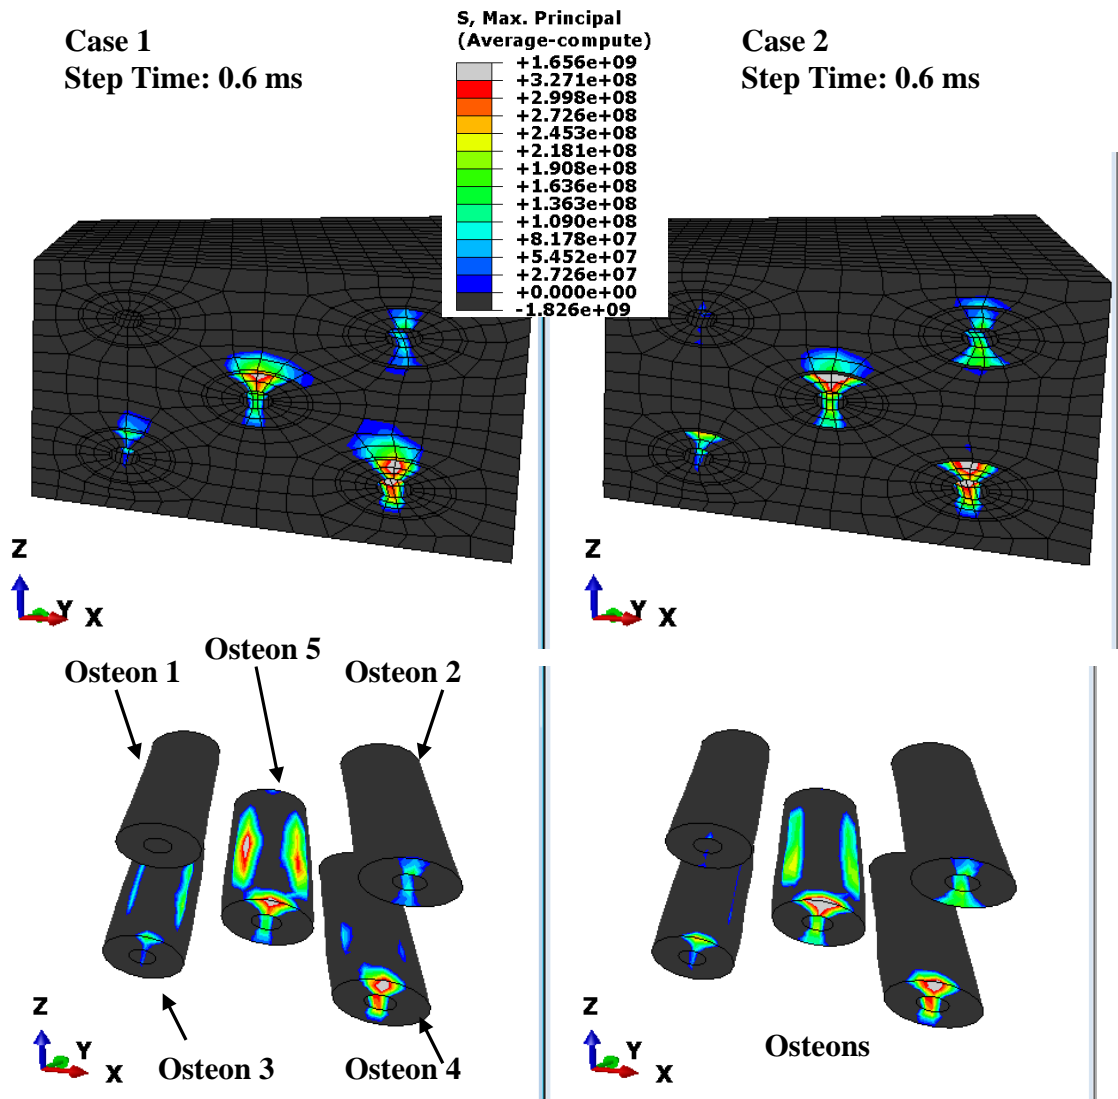 Case 1
Step Time: 0.6 ms
S, Max. Principal
(Average-compute)
+1.656e+09
+3.271e+08
+2.998e+08
+2.726e+08
+2.453e+08
+2.181e+08
+1.908e+08
+1.636e+08
+1.363e+08
+1.090e+08
+8.178e+07
+5.452e+07
+2.726e+07
+0.000e+00
-1.826e+09
Case 2
Step Time: 0.6 ms
Z
Y
X
Z
Y
X
Osteon 1
Osteon 5
Osteon 2
Z
Y
X
Osteon 3
Osteon 4
Z
Y
X
Osteons